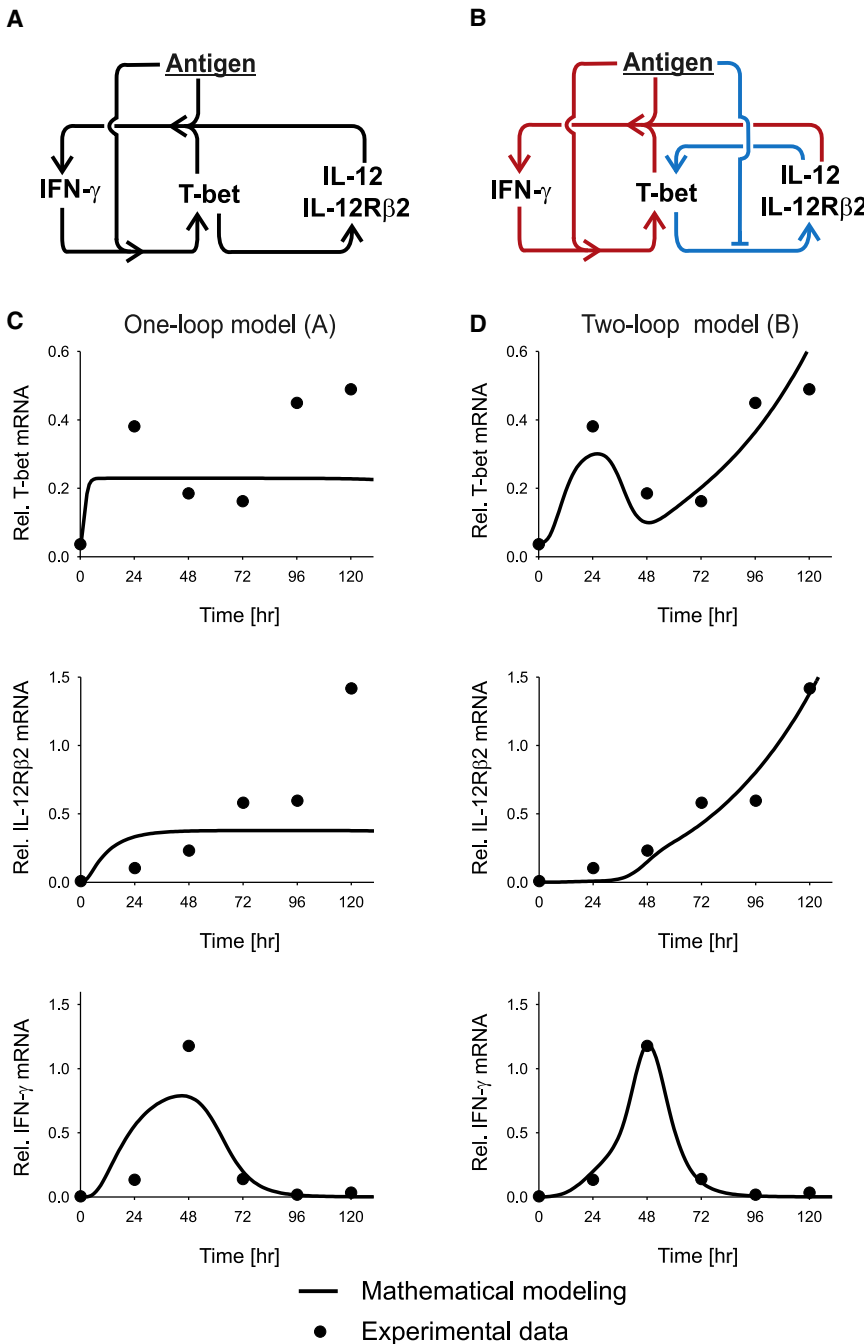 A
Antigen
IFN-γ
T-bet
IL-12
IL-12Rβ2
B
Antigen
IFN-γ
T-bet
IL-12
IL-12Rβ2
C
One-loop model (A)
Rel. T-bet mRNA
0.6
0.4
0.2
0.0
0 24 48 72 96 120
Time [hr]
Rel. IL-12Rβ2 mRNA
1.5
1.0
0.5
0.0
0 24 48 72 96 120
Time [hr]
Rel. IFN-γ mRNA
1.5
1.0
0.5
0.0
0 24 48 72 96 120
Time [hr]
D
Two-loop model (B)
Rel. T-bet mRNA
0.6
0.4
0.2
0.0
0 24 48 72 96 120
Time [hr]
Rel. IL-12Rβ2 mRNA
1.5
1.0
0.5
0.0
0 24 48 72 96 120
Time [hr]
Rel. IFN-γ mRNA
1.5
1.0
0.5
0.0
0 24 48 72 96 120
Time [hr]
Mathematical modeling
Experimental data